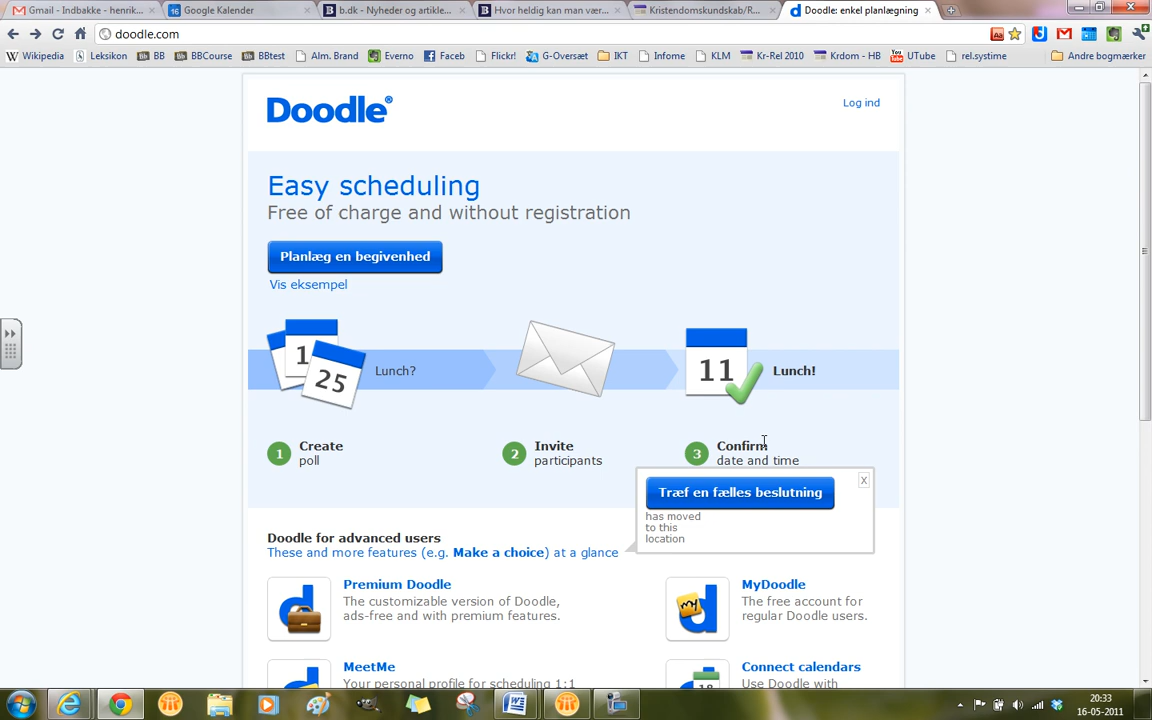 Gmail - Indbakke - henrik...
Google Kalender
b.dk - Nyheder og artikle...
Hvor heldig kan man vær...
Kristendomskundskab/R...
Doodle: enkel planlægning
doodle.com
Wikipedia
Leksikon
BB
BBCourse
BBtest
Alm. Brand
Everno
Faceb
Flickr!
G-Oversæt
IKT
Infome
KLM
Kr-Rel 2010
Krdom - HB
UTube
rel.systime
Andre bogmærker
Doodle®
Log ind
Easy scheduling
Free of charge and without registration
Planlæg en begivenhed
Vis eksempel
1
25
Lunch?
11
Lunch!
1
Create
poll
2
Invite
participants
3
Confirm
date and time
Træf en fælles beslutning
X
has moved
to this
location
Doodle for advanced users
These and more features (e.g. Make a choice) at a glance
Premium Doodle
The customizable version of Doodle,
ads-free and with premium features.
my
MyDoodle
The free account for
regular Doodle users.
MeetMe
Your personal profile for scheduling 1:1
Connect calendars
Use Doodle with
20:33
16-05-2011